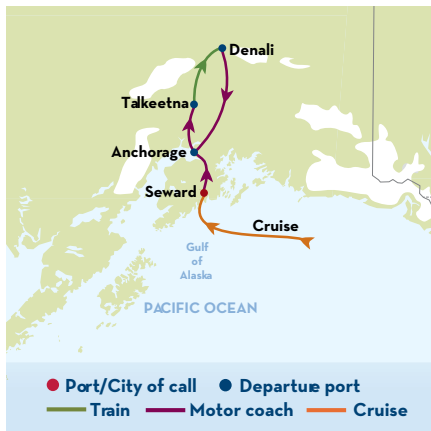 Denali
Talkeetna
Anchorage
Seward
Cruise
Gulf
of
Alaska
PACIFIC OCEAN
Port/City of call
Departure port
Train
Motor coach
Cruise